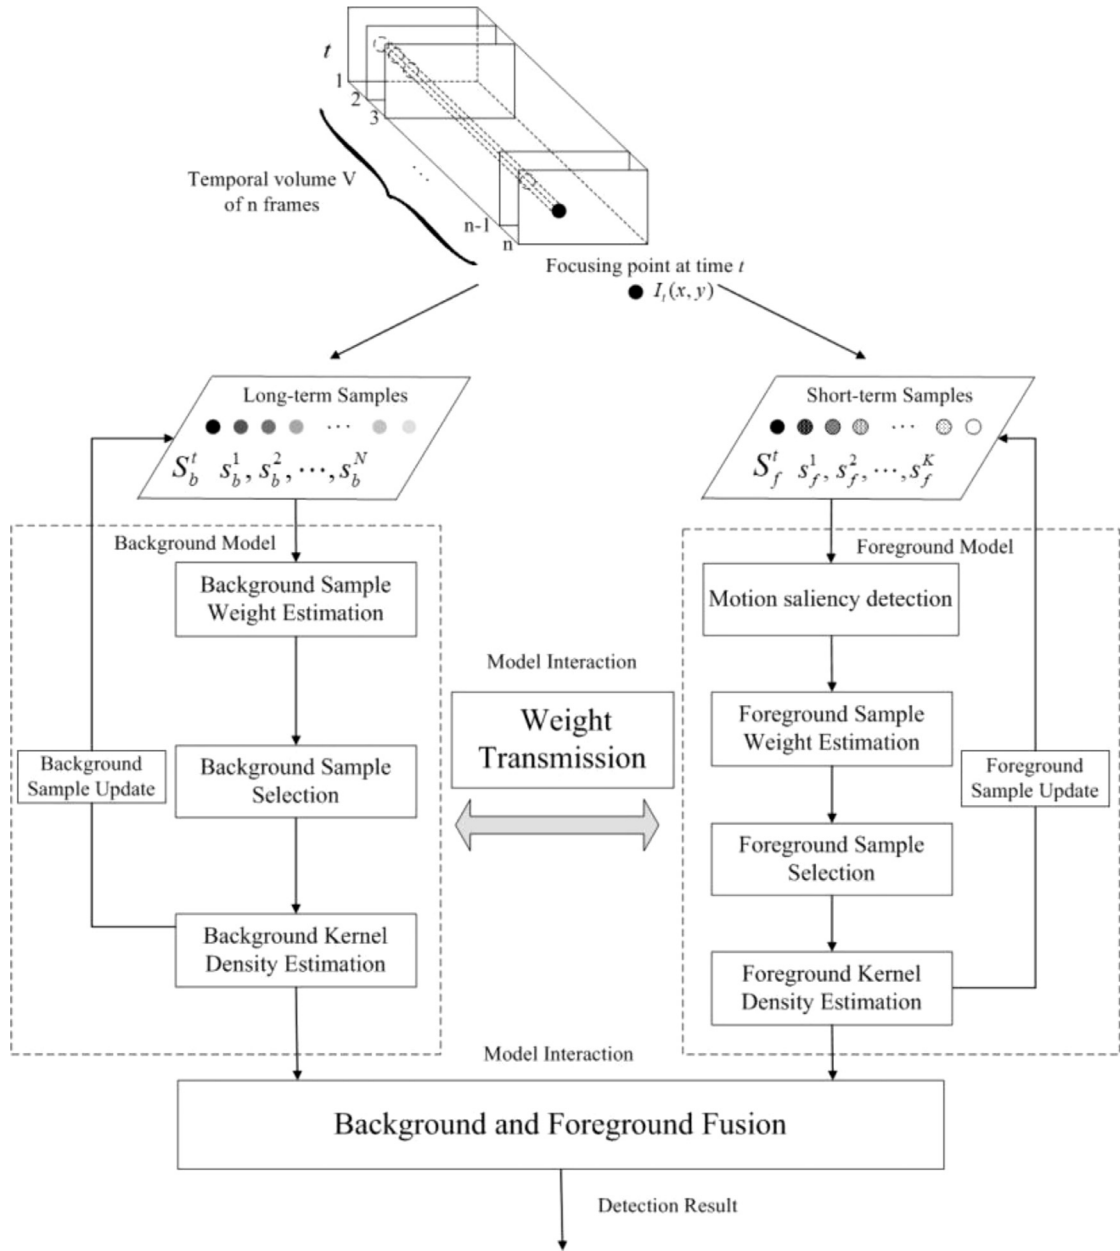 t
1
2
3
...
Temporal volume V
of n frames
n-1
n
Focusing point at time t
I_t(x, y)
Long-term Samples
...
S_b^t s_b^1, s_b^2, ⋯, s_b^N
Short-term Samples
...
S_f^t s_f^1, s_f^2, ⋯, s_f^K
Background Model
Background Sample
Weight Estimation
Background Sample
Selection
Background Kernel
Density Estimation
Background
Sample Update
Model Interaction
Weight
Transmission
Foreground Model
Motion saliency detection
Foreground Sample
Weight Estimation
Foreground Sample
Selection
Foreground Kernel
Density Estimation
Foreground
Sample Update
Model Interaction
Background and Foreground Fusion
Detection Result